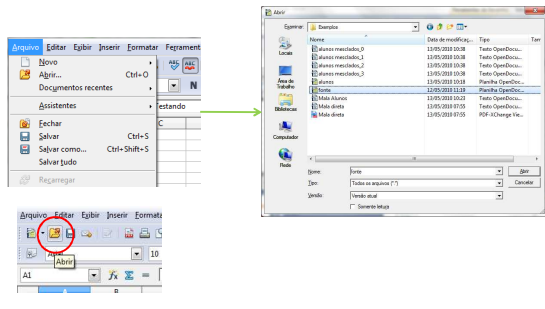 Arquivo Editar Exibir Inserir Formatar Ferrament
Novo
Abrir... Ctrl+O
Documentos recentes
Assistentes
Fechar
Salvar Ctrl+S
Salvar como... Ctrl+Shift+S
Salvar tudo
Recarregar
ABC ABC
N
Testando
C
Abrir
Examinar: Exemplos
Nome Data de modificaç... Tipo Tam
alunos mesclados_0 13/05/2010 10:38 Texto OpenDocu...
alunos mesclados_1 13/05/2010 10:38 Texto OpenDocu...
alunos mesclados_2 13/05/2010 10:38 Texto OpenDocu...
alunos mesclados_3 13/05/2010 10:38 Texto OpenDocu...
alunos 13/05/2010 10:18 Planilha OpenDoc...
fonte 12/05/2010 11:19 Planilha OpenDoc...
Mala Alunos 13/05/2010 10:23 Texto OpenDocu...
Mala direta 13/05/2010 07:55 Texto OpenDocu...
Mala direta 13/05/2010 07:55 PDF-XChange Vie...
Locais
Área de Trabalho
Bibliotecas
Computador
Rede
Nome: fonte Abrir
Tipo: Todos os arquivos (*.*) Cancelar
Versão: Versão atual
Somente leitura
Arquivo Editar Exibir Inserir Formata
10
Abrir
A1
A B